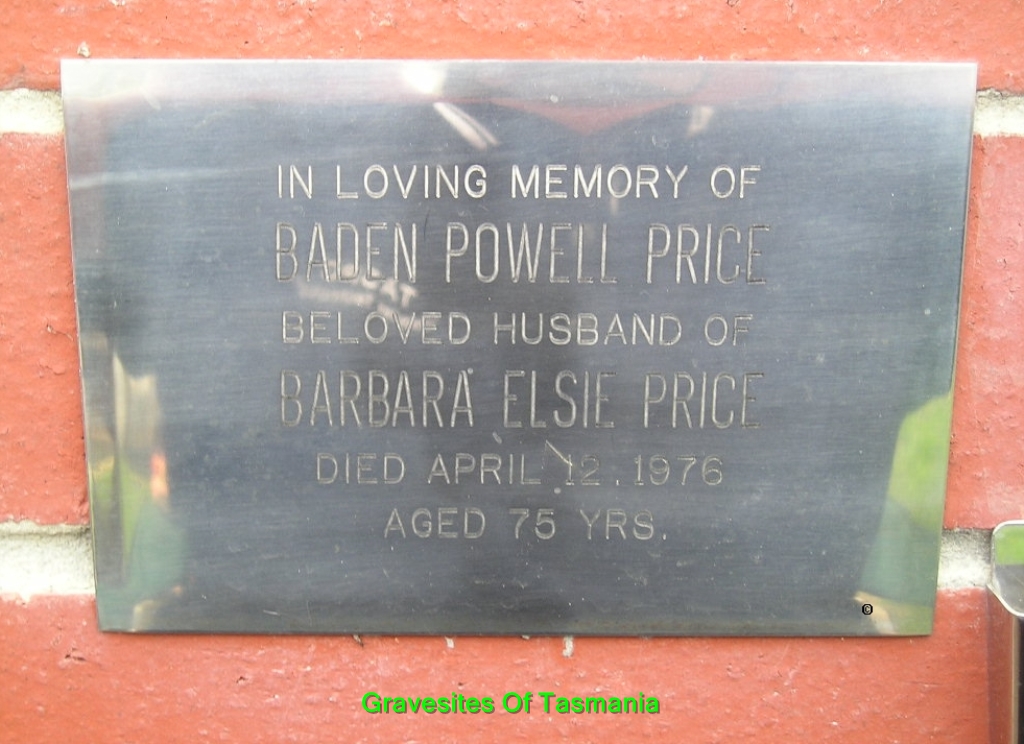 IN LOVING MEMORY OF
BADEN POWELL PRICE
BELOVED HUSBAND OF
BARBARA ELSIE PRICE
DIED APRIL 12, 1976
AGED 75 YRS.
©
Gravesites Of Tasmania